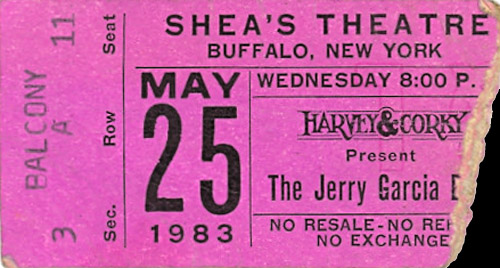 SHEA'S THEATRE
BUFFALO, NEW YORK
MAY
25
1983
WEDNESDAY 8:00 P.
HARVEY & CORKY
Present
The Jerry Garcia
NO RESALE-NO
NO EXCHANGE
11 Seat
BALCONY
A Row
3 Sec.